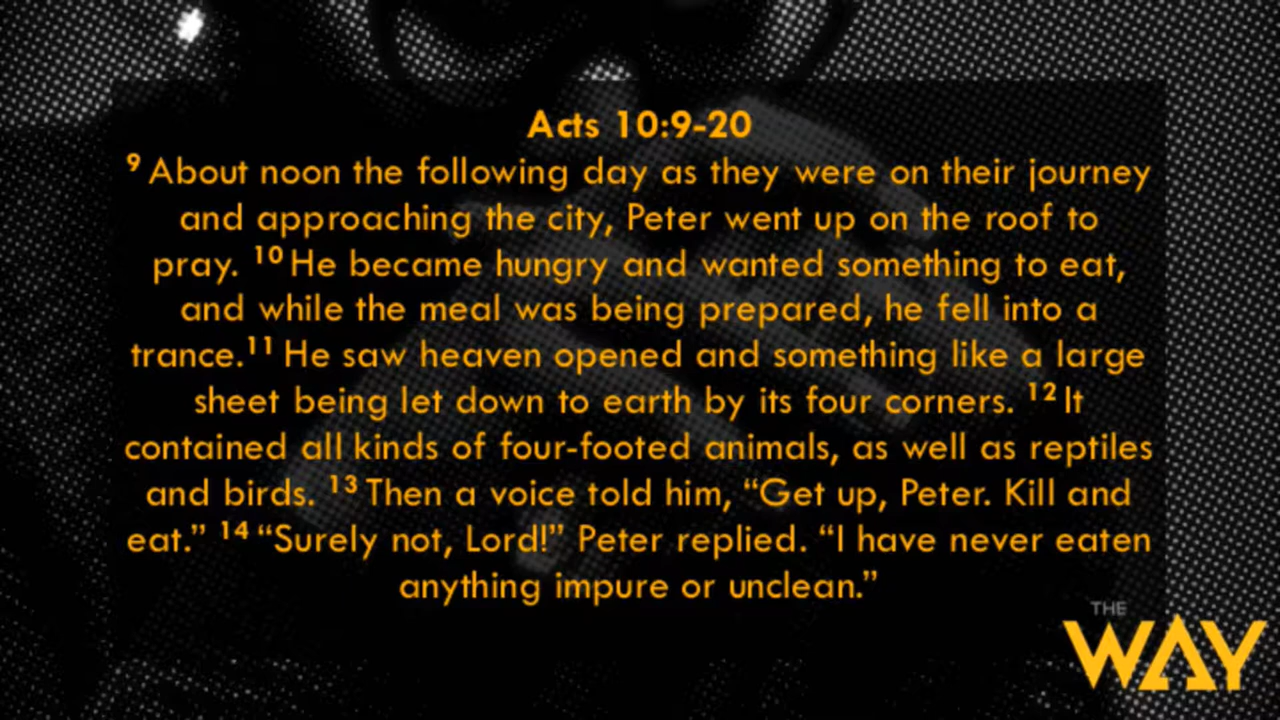 Acts 10:9-20
⁹ About noon the following day as they were on their journey
and approaching the city, Peter went up on the roof to
pray. ¹⁰ He became hungry and wanted something to eat,
and while the meal was being prepared, he fell into a
trance.¹¹ He saw heaven opened and something like a large
sheet being let down to earth by its four corners. ¹² It
contained all kinds of four-footed animals, as well as reptiles
and birds. ¹³ Then a voice told him, “Get up, Peter. Kill and
eat.” ¹⁴ “Surely not, Lord!” Peter replied. “I have never eaten
anything impure or unclean.”
THE
WAY